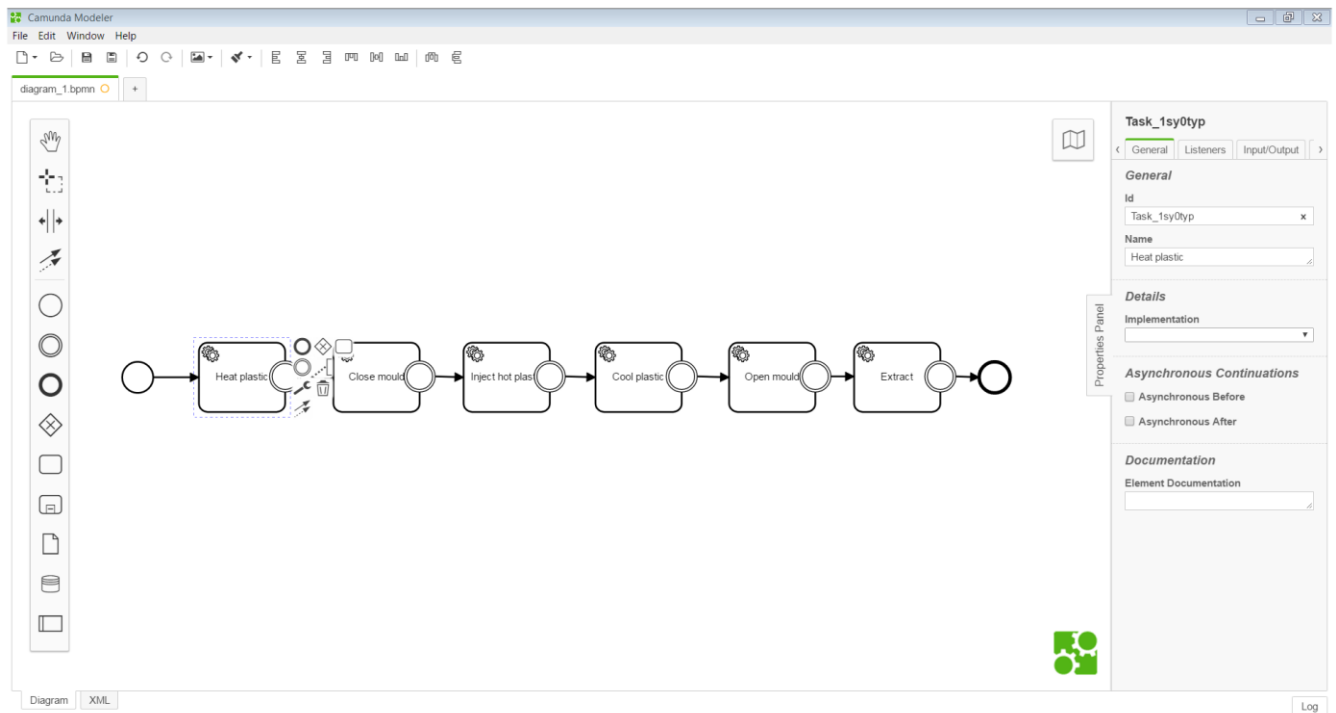 Camunda Modeler
File Edit Window Help
diagram_1.bpmn
+
Task_1sy0typ
General Listeners Input/Output
General
Id
Task_1sy0typ x
Name
Heat plastic
Details
Implementation
Asynchronous Continuations
Asynchronous Before
Asynchronous After
Documentation
Element Documentation
Properties Panel
Heat plastic
Close mould
Inject hot plast
Cool plastic
Open mould
Extract
Diagram XML
Log